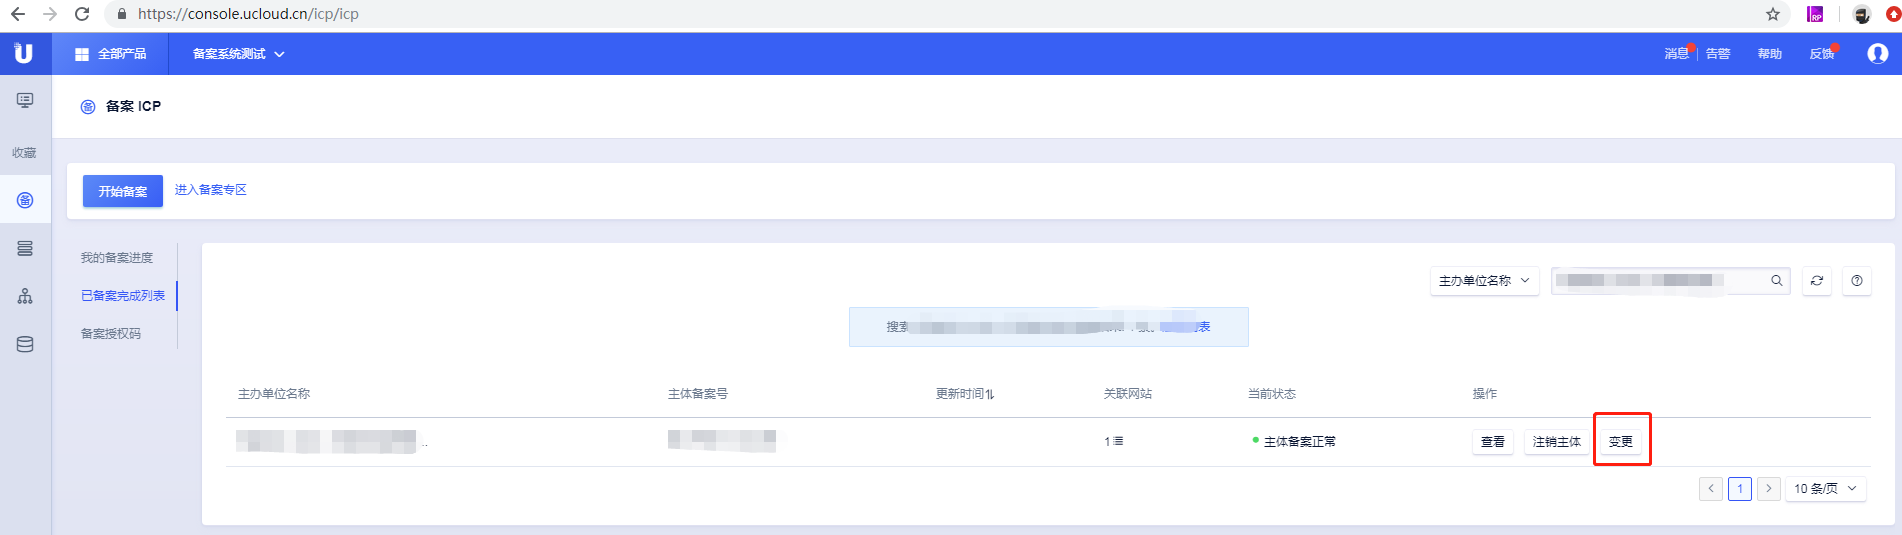 https://console.ucloud.cn/icp/icp
RP
U 全部产品 备案系统测试 消息 告警 帮助 反馈
备 备案 ICP
收藏
开始备案 进入备案专区
备
我的备案进度
已备案完成列表
备案授权码
主办单位名称
搜索 表
主办单位名称 主体备案号 更新时间 关联网站 当前状态 操作
.. 1 主体备案正常 查看 注销主体 变更
1 10 条/页